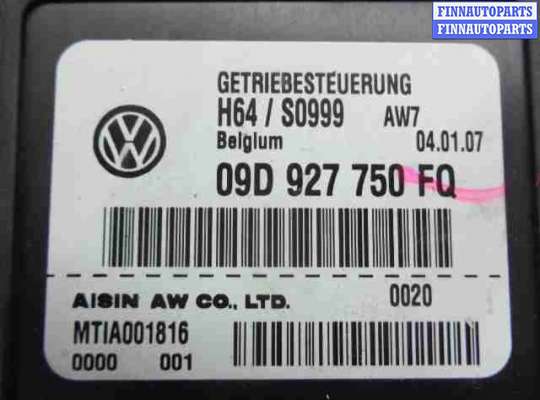 FINNAUTOPARTS
FINNAUTOPARTS
GETRIEBESTEUERUNG
H64 / S0999 AW7
Belgium 04.01.07
09D 927 750 FQ
AISIN AW CO., LTD. 0020
MTIA001816
0000 001